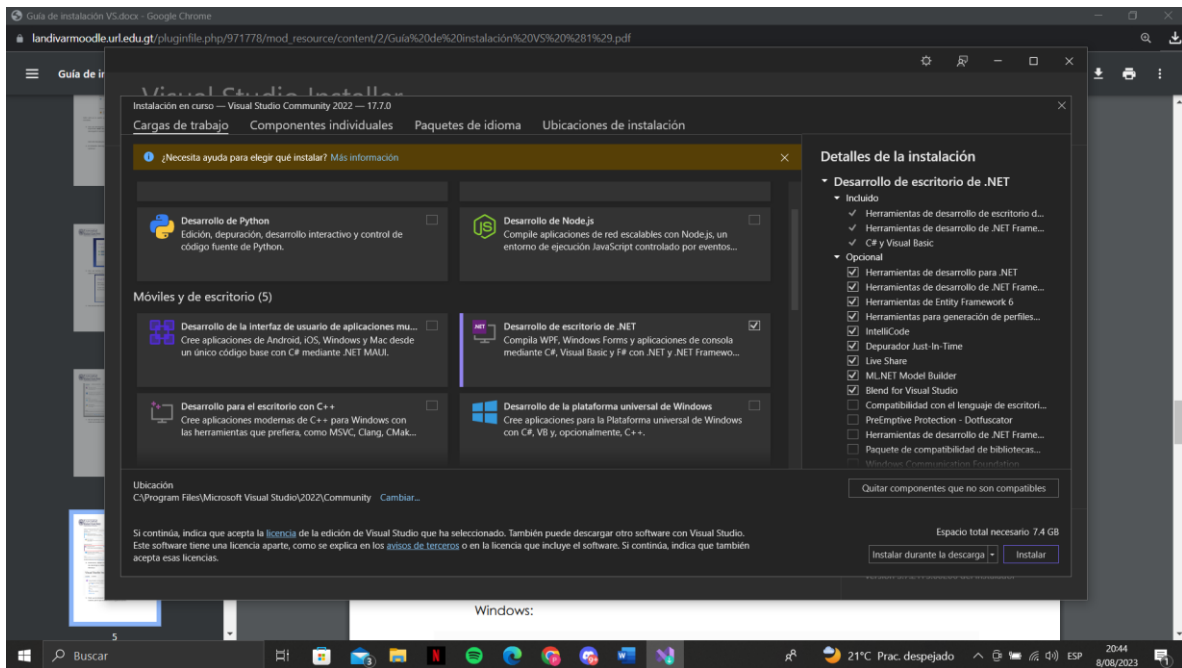 Guía de instalación VS.docx - Google Chrome
landivarmoodle.url.edu.gt/pluginfile.php/971778/mod_resource/content/2/Guía%20de%20instalación%20VS%20%281%29.pdf
Guía de in
Visual Studio Installer
Instalación en curso — Visual Studio Community 2022 — 17.7.0
Cargas de trabajo Componentes individuales Paquetes de idioma Ubicaciones de instalación
¿Necesita ayuda para elegir qué instalar? Más información
Desarrollo de Python
Edición, depuración, desarrollo interactivo y control de
código fuente de Python.
JS
Desarrollo de Node.js
Compile aplicaciones de red escalables con Node.js, un
entorno de ejecución JavaScript controlado por eventos...
Móviles y de escritorio (5)
Desarrollo de la interfaz de usuario de aplicaciones mu...
Cree aplicaciones de Android, iOS, Windows y Mac desde
un único código base con C# mediante .NET MAUI.
.NET
Desarrollo de escritorio de .NET
Compila WPF, Windows Forms y aplicaciones de consola
mediante C#, Visual Basic y F# con .NET y .NET Framewo...
Desarrollo para el escritorio con C++
Cree aplicaciones modernas de C++ para Windows con
las herramientas que prefiera, como MSVC, Clang, CMak...
Desarrollo de la plataforma universal de Windows
Cree aplicaciones para la Plataforma universal de Windows
con C#, VB y, opcionalmente, C++.
Detalles de la instalación
Desarrollo de escritorio de .NET
Incluido
Herramientas de desarrollo de escritorio d...
Herramientas de desarrollo de .NET Frame...
C# y Visual Basic
Opcional
Herramientas de desarrollo para .NET
Herramientas de desarrollo de .NET Frame...
Herramientas de Entity Framework 6
Herramientas para generación de perfiles...
IntelliCode
Depurador Just-In-Time
Live Share
ML.NET Model Builder
Blend for Visual Studio
Compatibilidad con el lenguaje de escritori...
PreEmptive Protection - Dotfuscator
Herramientas de desarrollo de .NET Frame...
Paquete de compatibilidad de bibliotecas...
Windows Communication Foundation
Ubicación
C:\Program Files\Microsoft Visual Studio\2022\Community Cambiar...
Quitar componentes que no son compatibles
Si continúa, indica que acepta la licencia de la edición de Visual Studio que ha seleccionado. También puede descargar otro software con Visual Studio.
Este software tiene una licencia aparte, como se explica en los avisos de terceros o en la licencia que incluye el software. Si continúa, indica que también
acepta esas licencias.
Espacio total necesario 7.4 GB
Instalar durante la descarga Instalar
Windows:
5
Buscar
3
21°C Prac. despejado
ESP
20:44
8/08/2023